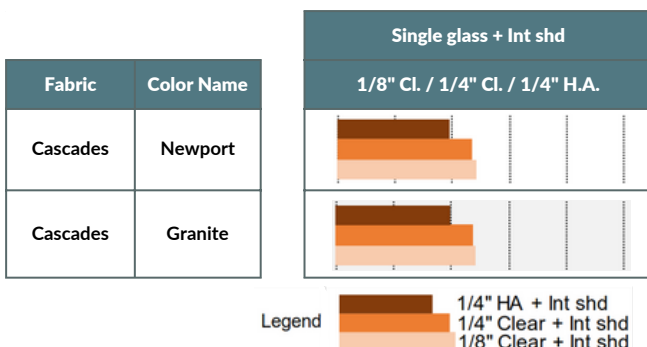 Single glass + Int shd
Fabric Color Name 1/8" Cl. / 1/4" Cl. / 1/4" H.A.
Cascades Newport
Cascades Granite
Legend
1/4" HA + Int shd
1/4" Clear + Int shd
1/8" Clear + Int shd